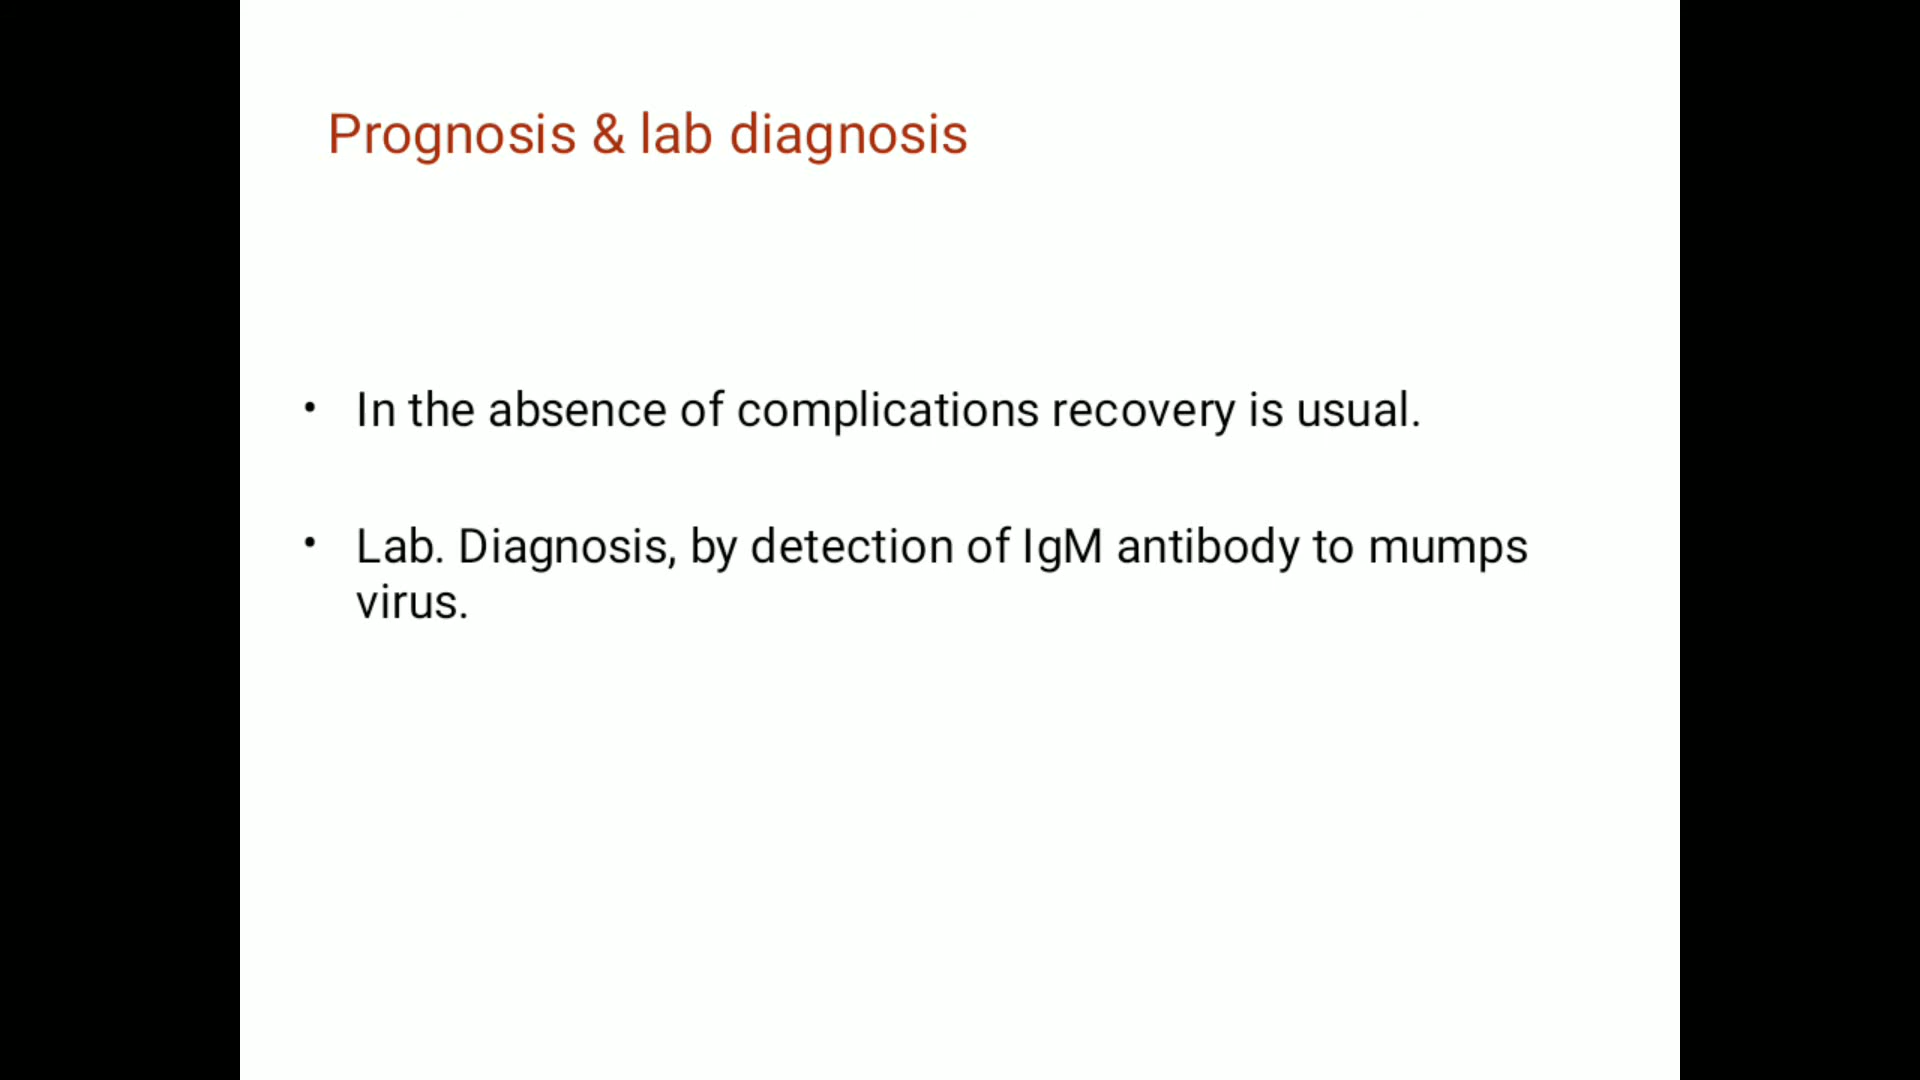 Prognosis & lab diagnosis
• In the absence of complications recovery is usual.
• Lab. Diagnosis, by detection of IgM antibody to mumps
virus.